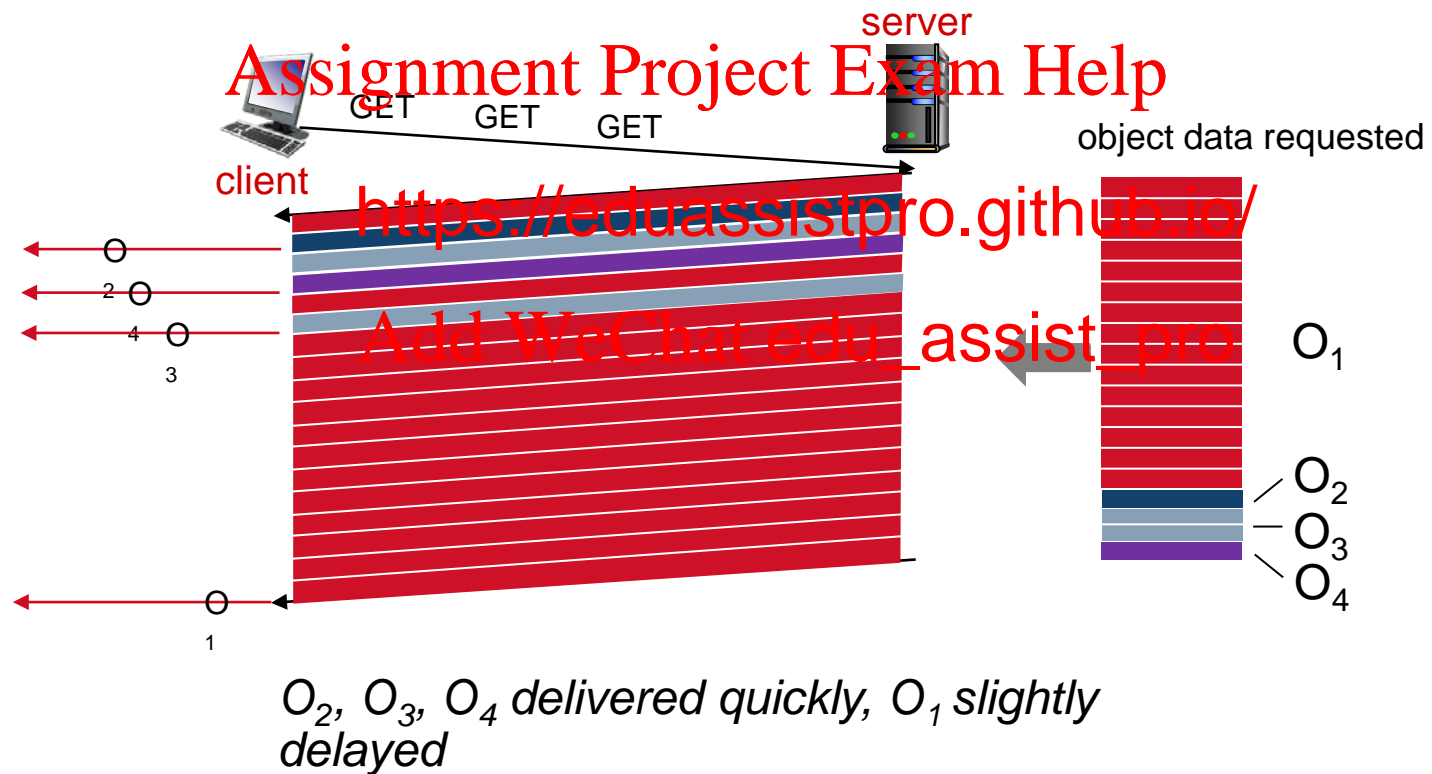 server
Assignment Project Exam Help
GET GET GET
object data requested
client
https://eduassistpro.github.io/
O
2 O
4 O
3
Add WeChat edu_assist_pro
O1
O2
O3
O4
O
1
O2, O3, O4 delivered quickly, O1 slightly
delayed